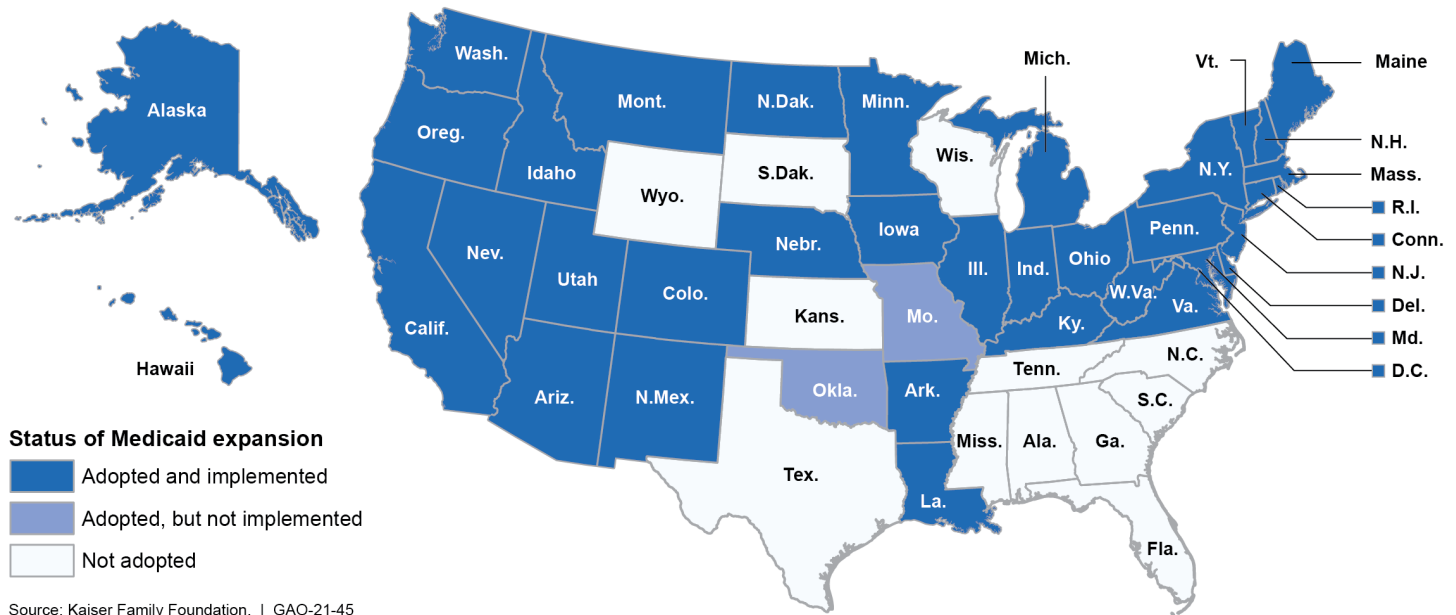 Mich.
Vt.
Maine
Wash.
Mont.
N.Dak.
Minn.
Alaska
Oreg.
N.H.
Wis.
Idaho
S.Dak.
N.Y.
Mass.
Wyo.
R.I.
Iowa
Penn.
Conn.
Nebr.
Nev.
Ohio
Ill.
Ind.
N.J.
Utah
Colo.
W.Va.
Va.
Del.
Kans.
Mo.
Ky.
Calif.
Md.
N.C.
Hawaii
Tenn.
D.C.
Okla.
Ark.
Ariz.
N.Mex.
S.C.
Miss.
Ala.
Ga.
Tex.
La.
Fla.
Status of Medicaid expansion
Adopted and implemented
Adopted, but not implemented
Not adopted
Source: Kaiser Family Foundation. | GAO-21-45